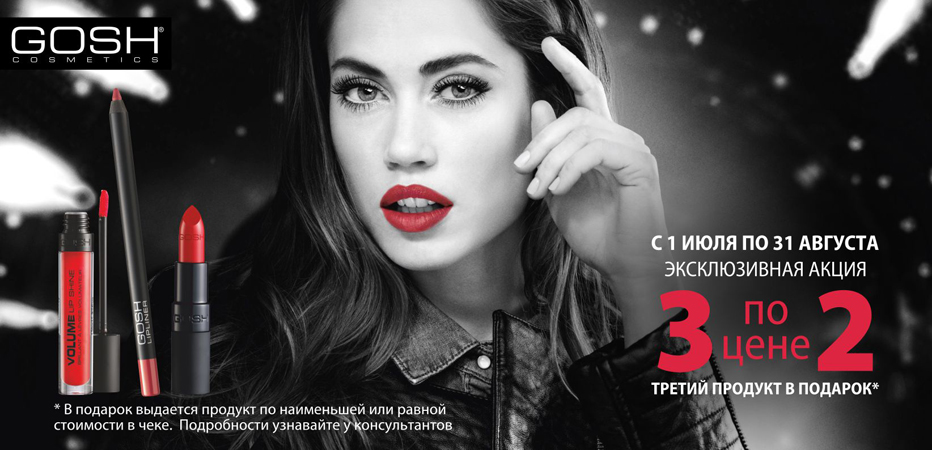 GOSH®
COSMETICS
С 1 ИЮЛЯ ПО 31 АВГУСТА
ЭКСКЛЮЗИВНАЯ АКЦИЯ
3 по цене 2
ТРЕТИЙ ПРОДУКТ В ПОДАРОК*
VOLUME LIP SHINE
GOSH
LIPLINER
GOSH
* В подарок выдается продукт по наименьшей или равной
стоимости в чеке. Подробности узнавайте у консультантов